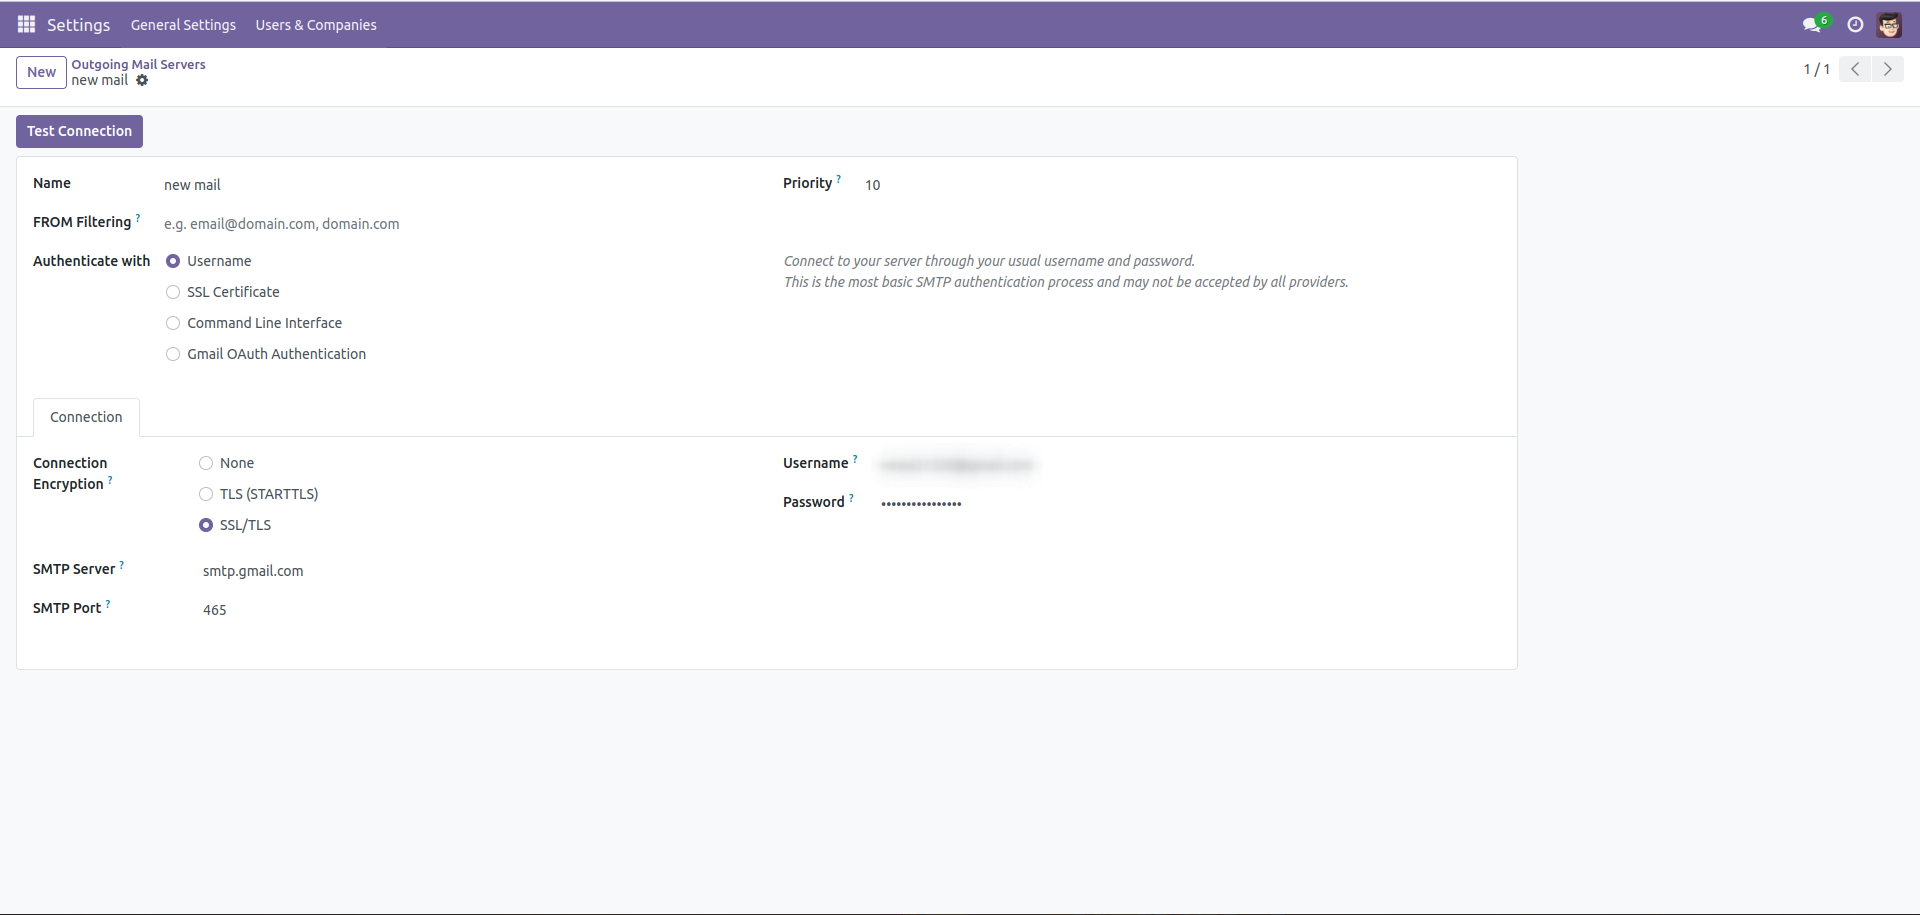 Settings General Settings Users & Companies 6
New Outgoing Mail Servers
new mail
1 / 1
Test Connection
Name new mail
Priority ? 10
FROM Filtering ? e.g. email@domain.com, domain.com
Authenticate with Username
SSL Certificate
Command Line Interface
Gmail OAuth Authentication
Connect to your server through your usual username and password.
This is the most basic SMTP authentication process and may not be accepted by all providers.
Connection
Connection
Encryption ?
None
TLS (STARTTLS)
SSL/TLS
Username ?
Password ? ••••••••••••••••
SMTP Server ? smtp.gmail.com
SMTP Port ? 465